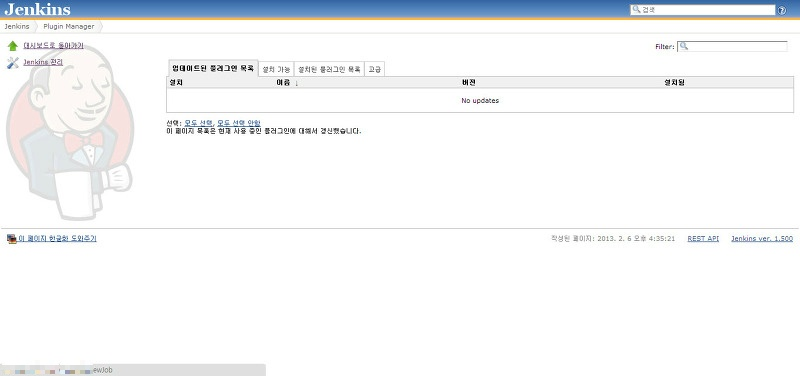 Jenkins
검색
Jenkins
Plugin Manager
대시보드로 돌아가기
Jenkins 관리
Filter:
업데이트된 플러그인 목록
설치 가능
설치된 플러그인 목록
고급
설치
이름 ↓
버전
설치됨
No updates
선택: 모두 선택, 모두 선택 안함
이 페이지 목록은 현재 사용 중인 플러그인에 대해서 갱신했습니다.
이 페이지 한글화 도와주기
작성된 페이지: 2013. 2. 6 오후 4:35:21
REST API
Jenkins ver. 1.500
ewJob